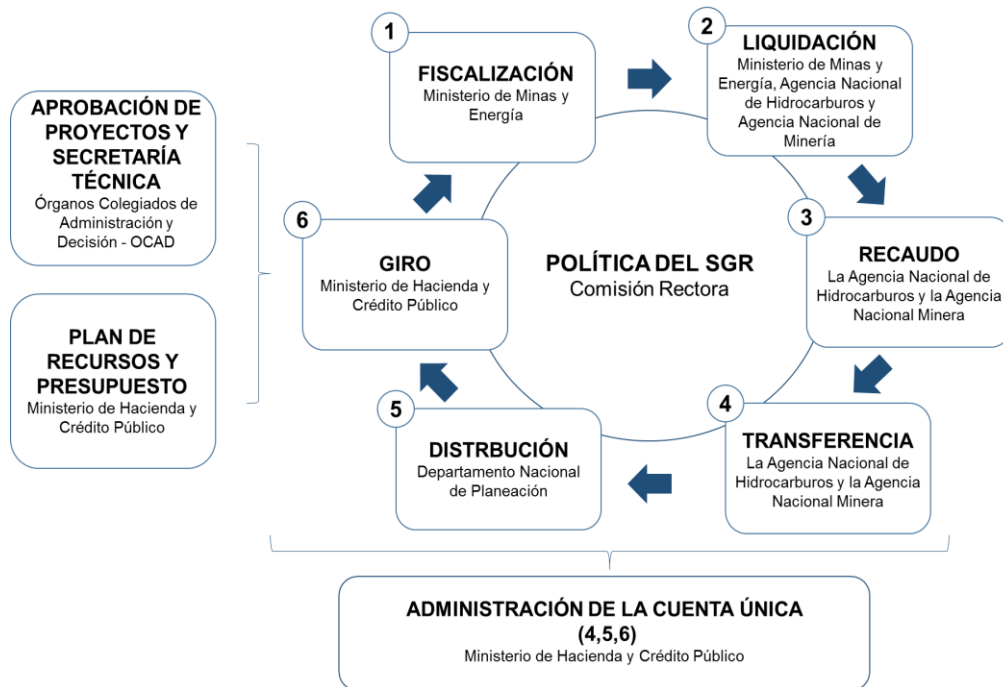 1
FISCALIZACIÓN
Ministerio de Minas y
Energía
2
LIQUIDACIÓN
Ministerio de Minas y
Energía, Agencia Nacional
de Hidrocarburos y
Agencia Nacional de
Minería
APROBACIÓN DE
PROYECTOS Y
SECRETARÍA
TÉCNICA
Órganos Colegiados de
Administración y
Decisión - OCAD
PLAN DE
RECURSOS Y
PRESUPUESTO
Ministerio de Hacienda y
Crédito Público
6
GIRO
Ministerio de Hacienda y
Crédito Público
POLÍTICA DEL SGR
Comisión Rectora
3
RECAUDO
La Agencia Nacional de
Hidrocarburos y la Agencia
Nacional Minera
5
DISTRBUCIÓN
Departamento Nacional
de Planeación
4
TRANSFERENCIA
La Agencia Nacional de
Hidrocarburos y la Agencia
Nacional Minera
ADMINISTRACIÓN DE LA CUENTA ÚNICA
(4,5,6)
Ministerio de Hacienda y Crédito Público